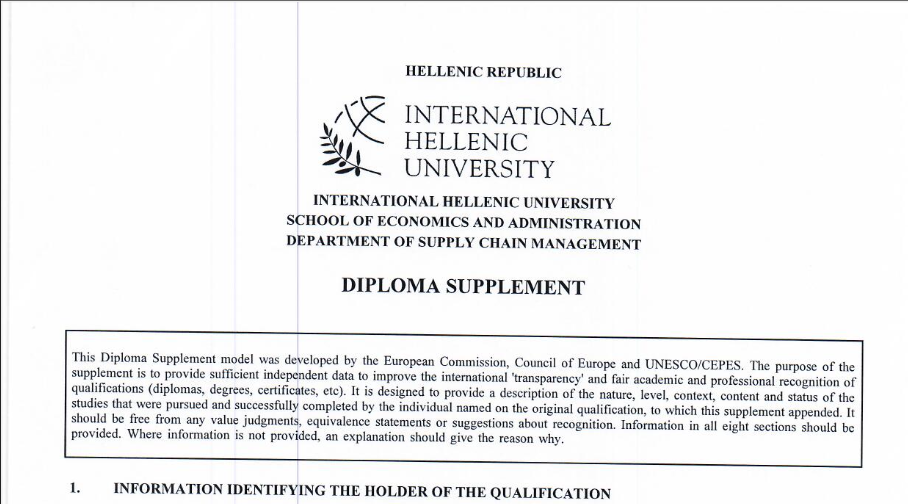 HELLENIC REPUBLIC
INTERNATIONAL
HELLENIC
UNIVERSITY
INTERNATIONAL HELLENIC UNIVERSITY
SCHOOL OF ECONOMICS AND ADMINISTRATION
DEPARTMENT OF SUPPLY CHAIN MANAGEMENT
DIPLOMA SUPPLEMENT
This Diploma Supplement model was developed by the European Commission, Council of Europe and UNESCO/CEPES. The purpose of the
supplement is to provide sufficient independent data to improve the international 'transparency' and fair academic and professional recognition of
qualifications (diplomas, degrees, certificates, etc). It is designed to provide a description of the nature, level, context, content and status of the
studies that were pursued and successfully completed by the individual named on the original qualification, to which this supplement appended. It
should be free from any value judgments, equivalence statements or suggestions about recognition. Information in all eight sections should be
provided. Where information is not provided, an explanation should give the reason why.
1. INFORMATION IDENTIFYING THE HOLDER OF THE QUALIFICATION